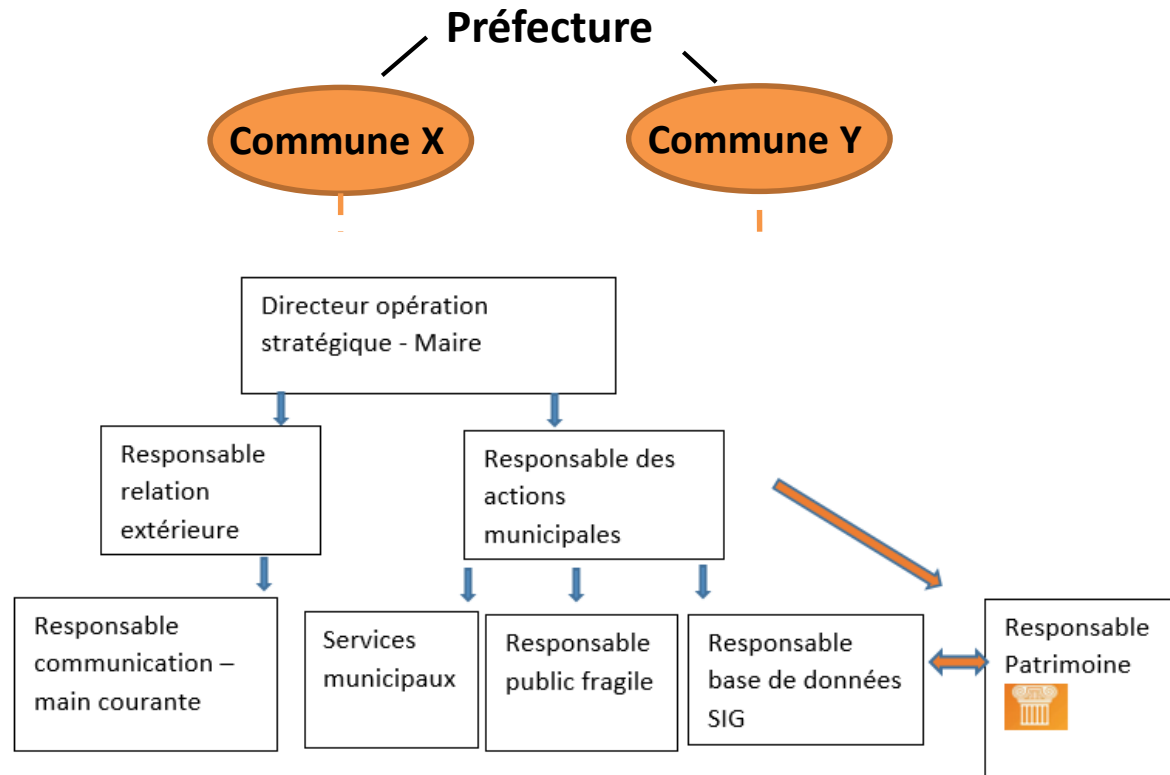 Préfecture
Commune X
Commune Y
Directeur opération
stratégique - Maire
Responsable
relation
extérieure
Responsable des
actions
municipales
Responsable
communication –
main courante
Services
municipaux
Responsable
public fragile
Responsable
base de données
SIG
Responsable
Patrimoine